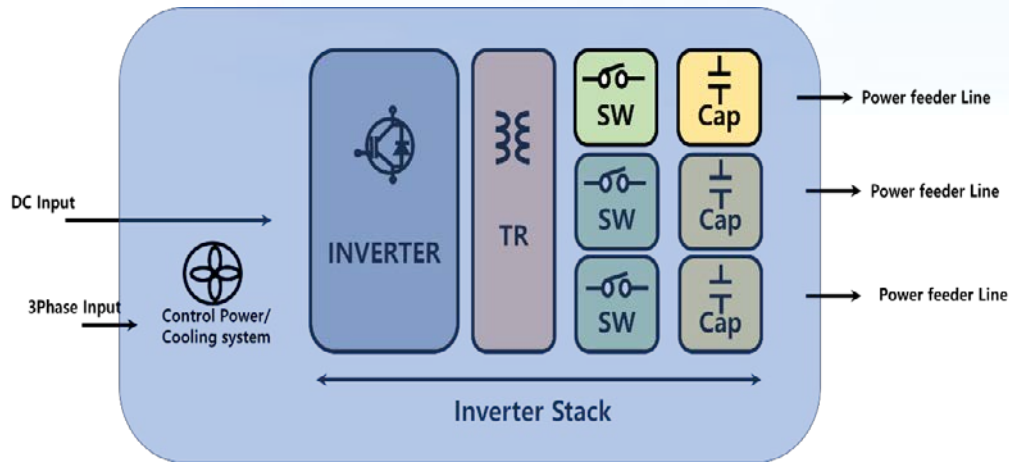 DC Input
3Phase Input
Control Power/
Cooling system
INVERTER
TR
SW
Cap
SW
Cap
SW
Cap
Inverter Stack
Power feeder Line
Power feeder Line
Power feeder Line